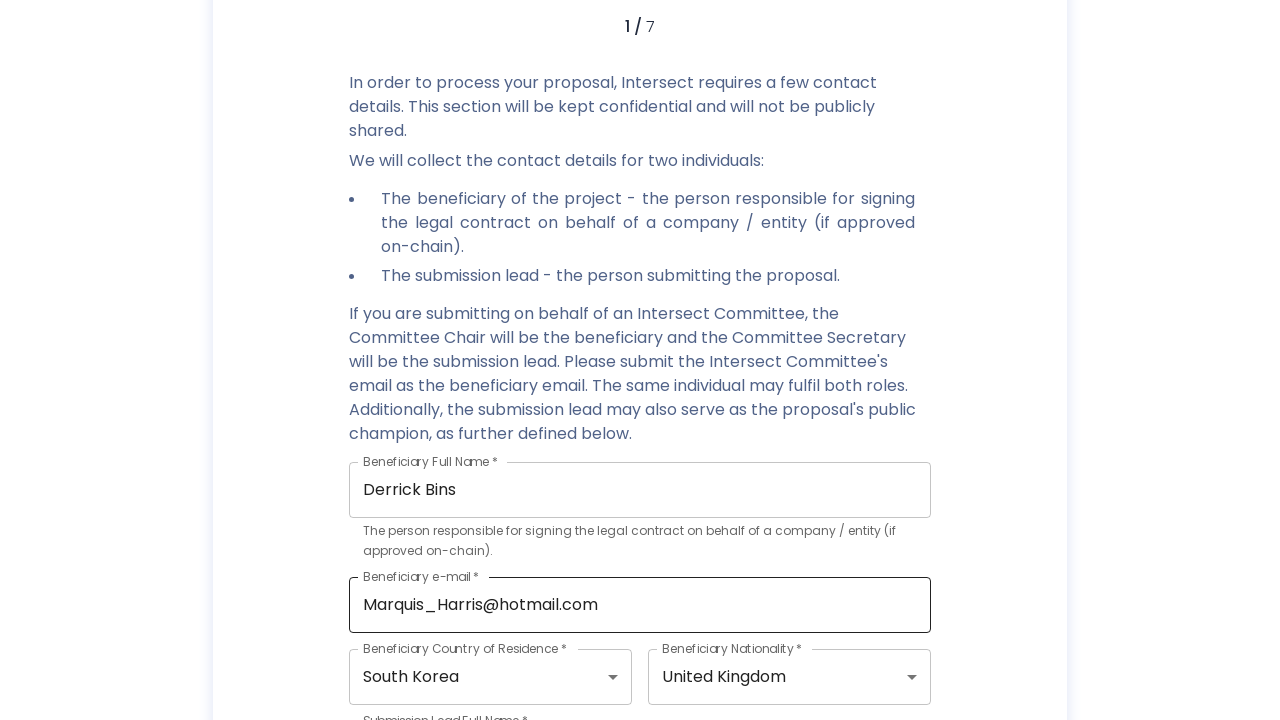 1 / 7
In order to process your proposal, Intersect requires a few contact
details. This section will be kept confidential and will not be publicly
shared.
We will collect the contact details for two individuals:
• The beneficiary of the project - the person responsible for signing
the legal contract on behalf of a company / entity (if approved
on-chain).
• The submission lead - the person submitting the proposal.
If you are submitting on behalf of an Intersect Committee, the
Committee Chair will be the beneficiary and the Committee Secretary
will be the submission lead. Please submit the Intersect Committee's
email as the beneficiary email. The same individual may fulfil both roles.
Additionally, the submission lead may also serve as the proposal's public
champion, as further defined below.
Beneficiary Full Name *
Derrick Bins
The person responsible for signing the legal contract on behalf of a company / entity (if
approved on-chain).
Beneficiary e-mail *
Marquis_Harris@hotmail.com
Beneficiary Country of Residence *
South Korea
Beneficiary Nationality *
United Kingdom
Submission Lead Full Name *